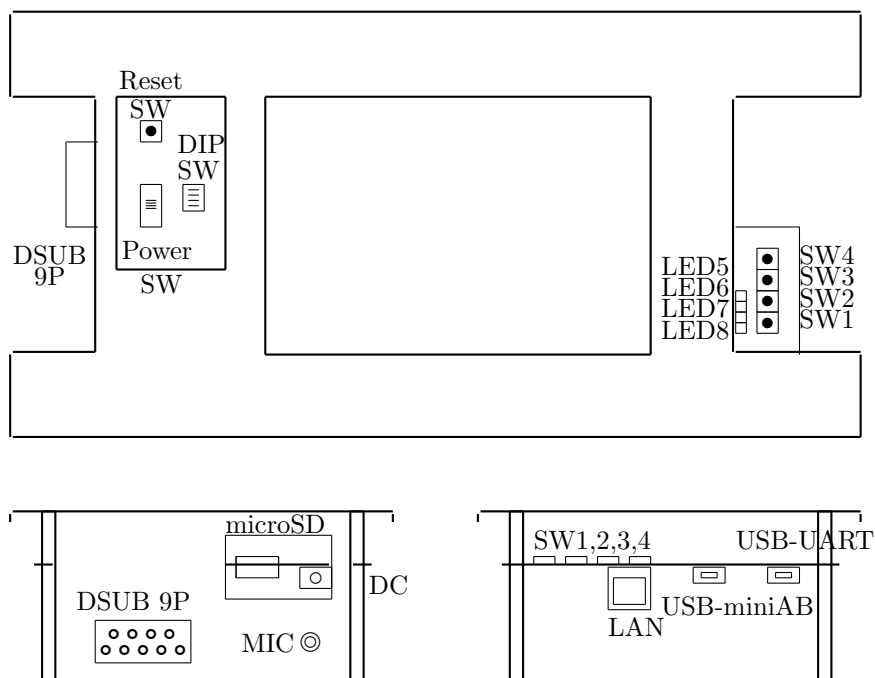 Reset
SW
DIP
SW
DSUB
9P
Power
SW
LED5
LED6
LED7
LED8
SW4
SW3
SW2
SW1
microSD
DC
DSUB 9P
MIC
SW1,2,3,4
USB-UART
USB-miniAB
LAN